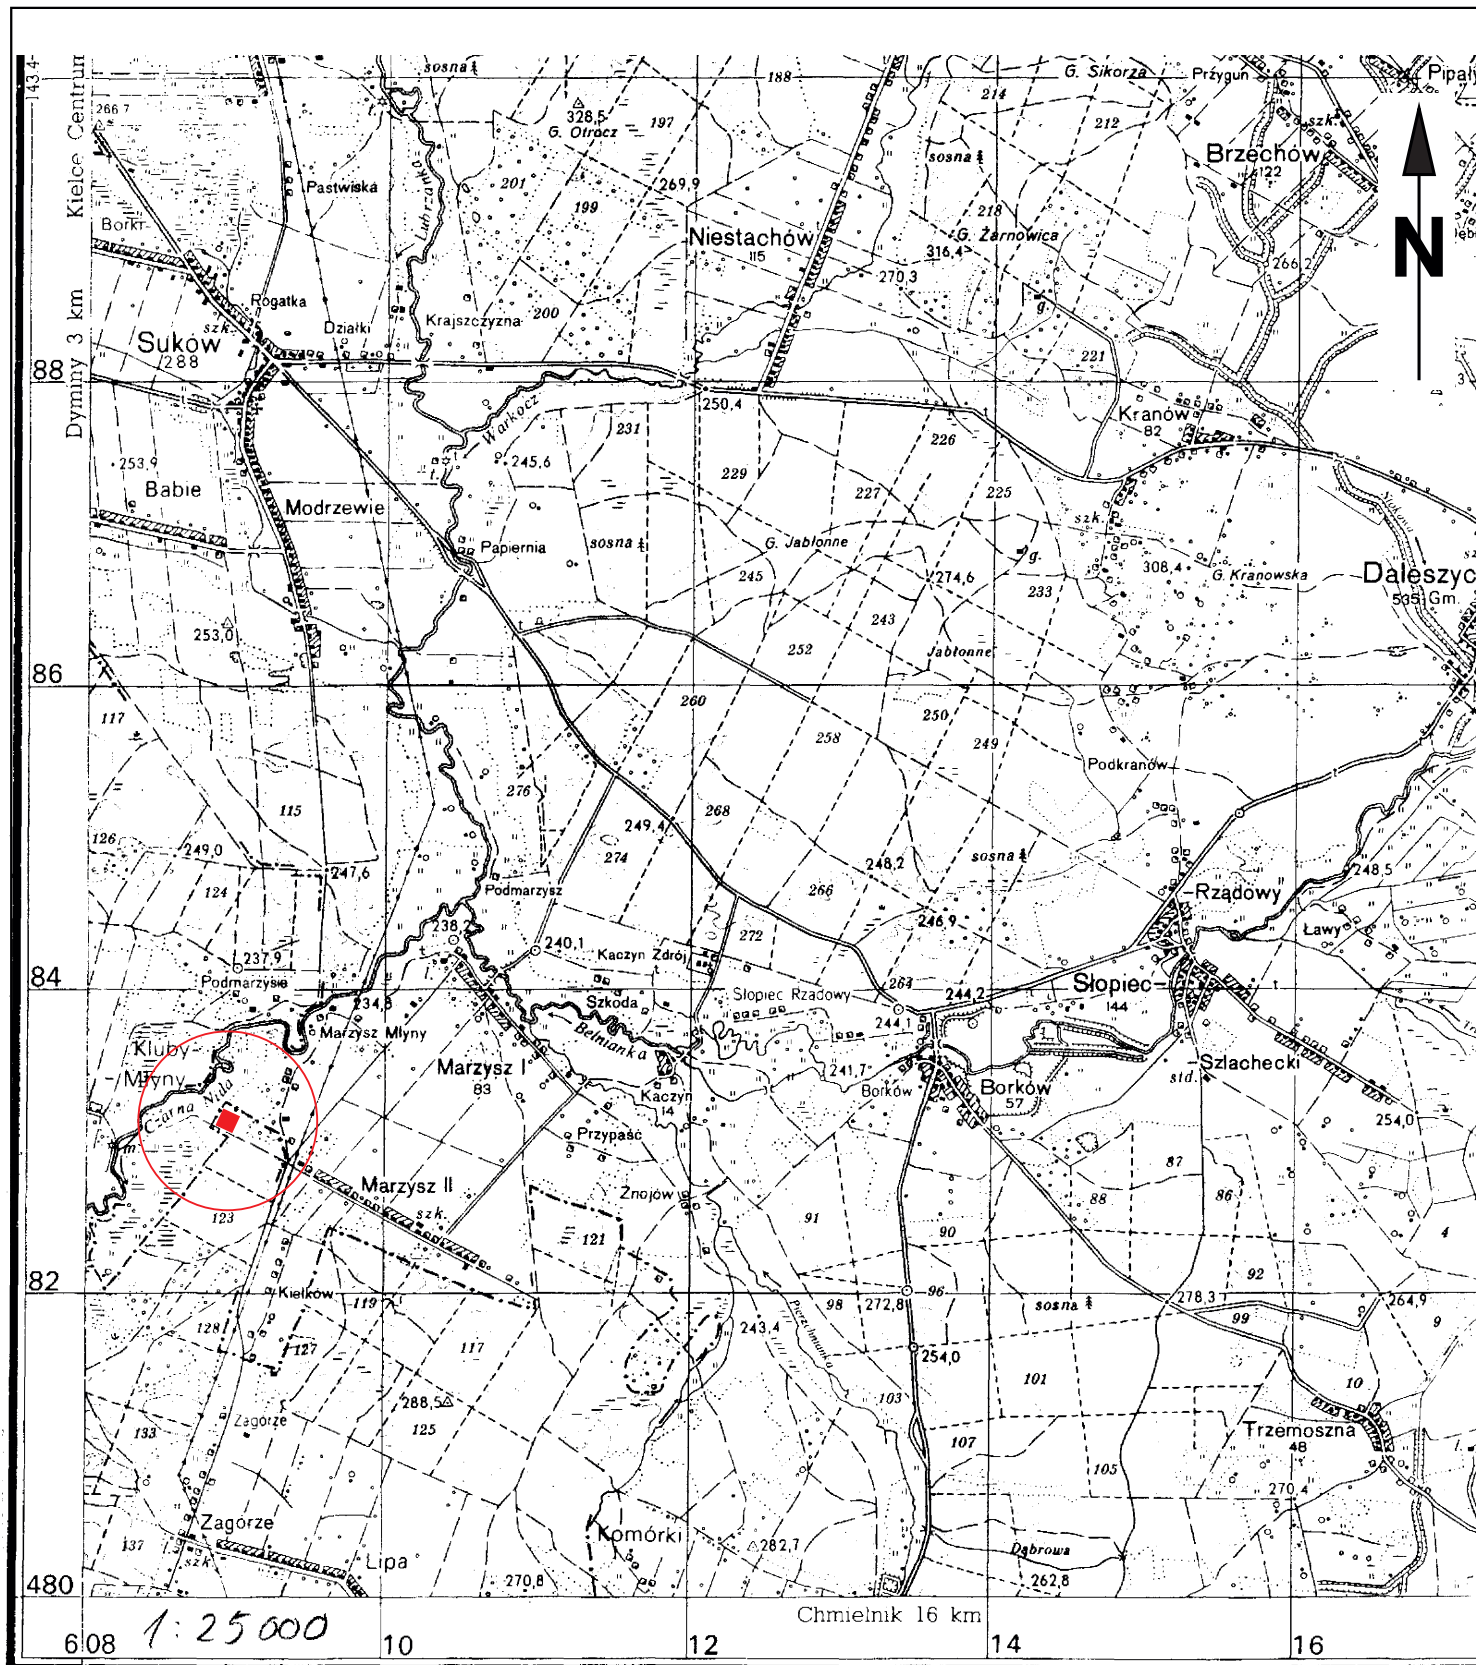 143.4
Kielce Centrum
Dyminy 3 km
sosna
188
G. Sikorza
Przygun
Pipały
214
266.7
328,5
G. Otrocz
197
212
szk.
Lubrzanka
sosna
Brzechów
122
Pastwiska
201
269,9
199
218
N
Borki
Niestachów
115
G. Żarnowica
316,4
270,3
266,2
Rogatka
szk.
Działki
Krajszczyzna
200
g.
Suków
288
221
88
250,4
3
Warkocz
Kranów
82
231
226
253,9
245,6
229
Babie
227
225
Modrzewie
szk.
Papiernia
sosna
G. Jabłonne
g.
245
274,6
308,4
G. Kranowska
Daleszyc
535 Gm.
233
253,0
243
252
Jabłonne
86
260
117
250
258
249
Podkranów
276
115
268
249,4
126
249,0
274
248,2
sosna
247,6
124
Podmarzysz
266
248,5
Rządowy
246,9
238,2
272
240,1
Ławy
237,9
Kaczyn Zdrój
Podmarzysie
264
84
234,8
Szkoda
Słopiec Rządowy
244,2
Słopiec
144
Marzysz Młyny
244,1
Kluby
Belnianka
Młyny
Marzysz I
83
241,7
Szlachecki
Borków
Borków
57
std.
Kaczyn
14
Czarna Nida
254,0
Przypaść
m.
87
Marzysz II
Znojów
88
86
szk.
91
123
90
4
121
92
82
Kiełków
119
98
272,8
96
sosna
278,3
264,9
128
243,4
99
9
127
117
Pierzchnianka
254,0
101
10
288,5
103
Zagórze
133
125
107
Trzemoszna
48
105
270,4
Zagórze
137
Komórki
szk.
Lipa
282,7
Dąbrowa
480
270,8
262,8
1:25 000
Chmielnik 16 km
608
10
12
14
16